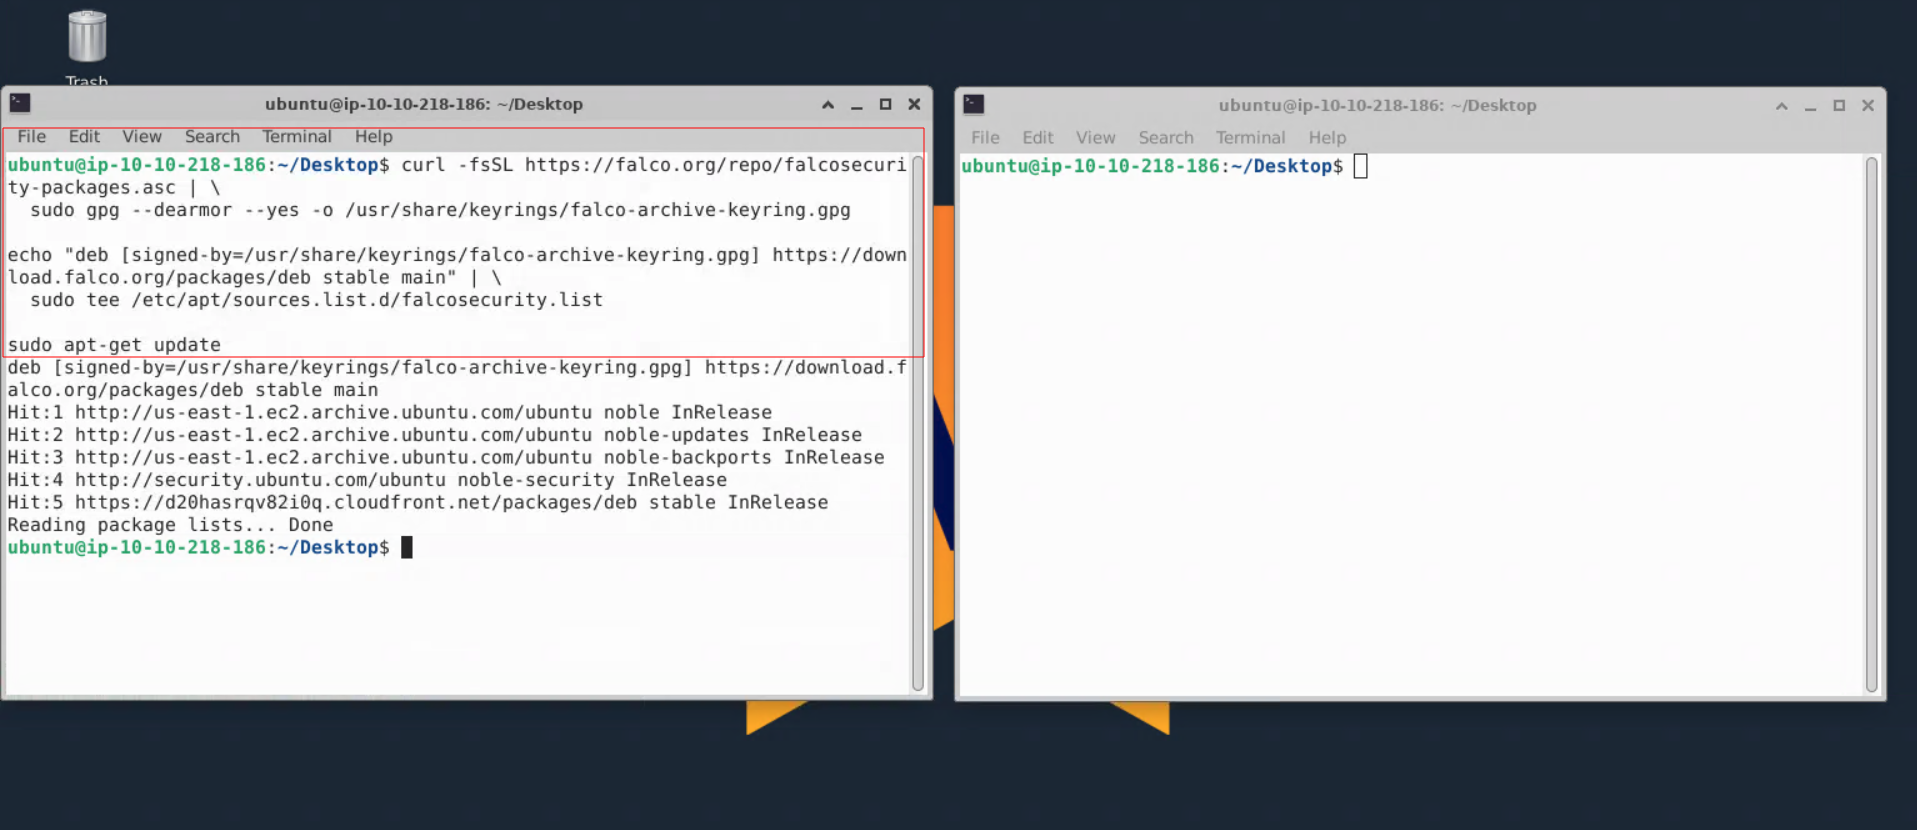 Trash
ubuntu@ip-10-10-218-186: ~/Desktop
File Edit View Search Terminal Help
ubuntu@ip-10-10-218-186:~/Desktop$ curl -fsSL https://falco.org/repo/falcosecuri
ty-packages.asc | \
  sudo gpg --dearmor --yes -o /usr/share/keyrings/falco-archive-keyring.gpg
echo "deb [signed-by=/usr/share/keyrings/falco-archive-keyring.gpg] https://down
load.falco.org/packages/deb stable main" | \
  sudo tee /etc/apt/sources.list.d/falcosecurity.list
sudo apt-get update
deb [signed-by=/usr/share/keyrings/falco-archive-keyring.gpg] https://download.f
alco.org/packages/deb stable main
Hit:1 http://us-east-1.ec2.archive.ubuntu.com/ubuntu noble InRelease
Hit:2 http://us-east-1.ec2.archive.ubuntu.com/ubuntu noble-updates InRelease
Hit:3 http://us-east-1.ec2.archive.ubuntu.com/ubuntu noble-backports InRelease
Hit:4 http://security.ubuntu.com/ubuntu noble-security InRelease
Hit:5 https://d20hasrqv82i0q.cloudfront.net/packages/deb stable InRelease
Reading package lists... Done
ubuntu@ip-10-10-218-186:~/Desktop$
ubuntu@ip-10-10-218-186: ~/Desktop
File Edit View Search Terminal Help
ubuntu@ip-10-10-218-186:~/Desktop$